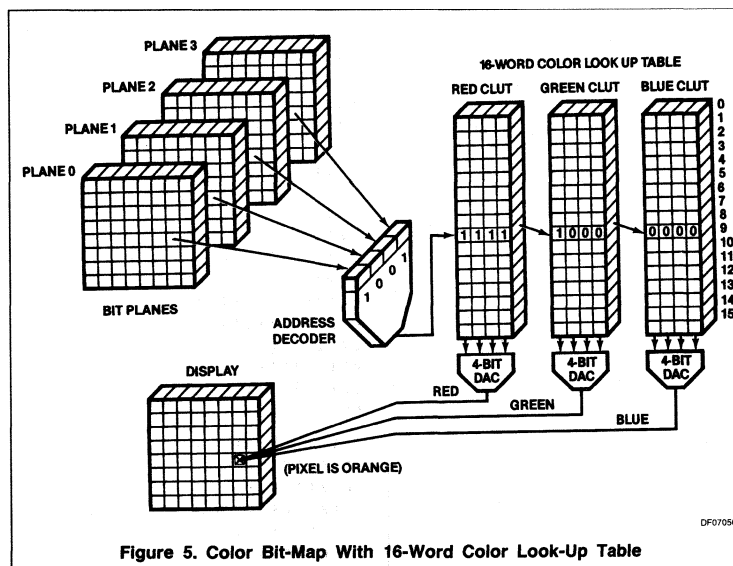 PLANE 3
PLANE 2
PLANE 1
PLANE 0
BIT PLANES
16-WORD COLOR LOOK UP TABLE
RED CLUT
GREEN CLUT
BLUE CLUT
0
1
2
3
4
5
6
7
8
9
10
11
12
13
14
15
1 1 1 1
1 0 0 0
0 0 0 0
1 0 0 1
ADDRESS
DECODER
4-BIT
DAC
4-BIT
DAC
4-BIT
DAC
RED
GREEN
BLUE
DISPLAY
(PIXEL IS ORANGE)
DF07050
Figure 5. Color Bit-Map With 16-Word Color Look-Up Table